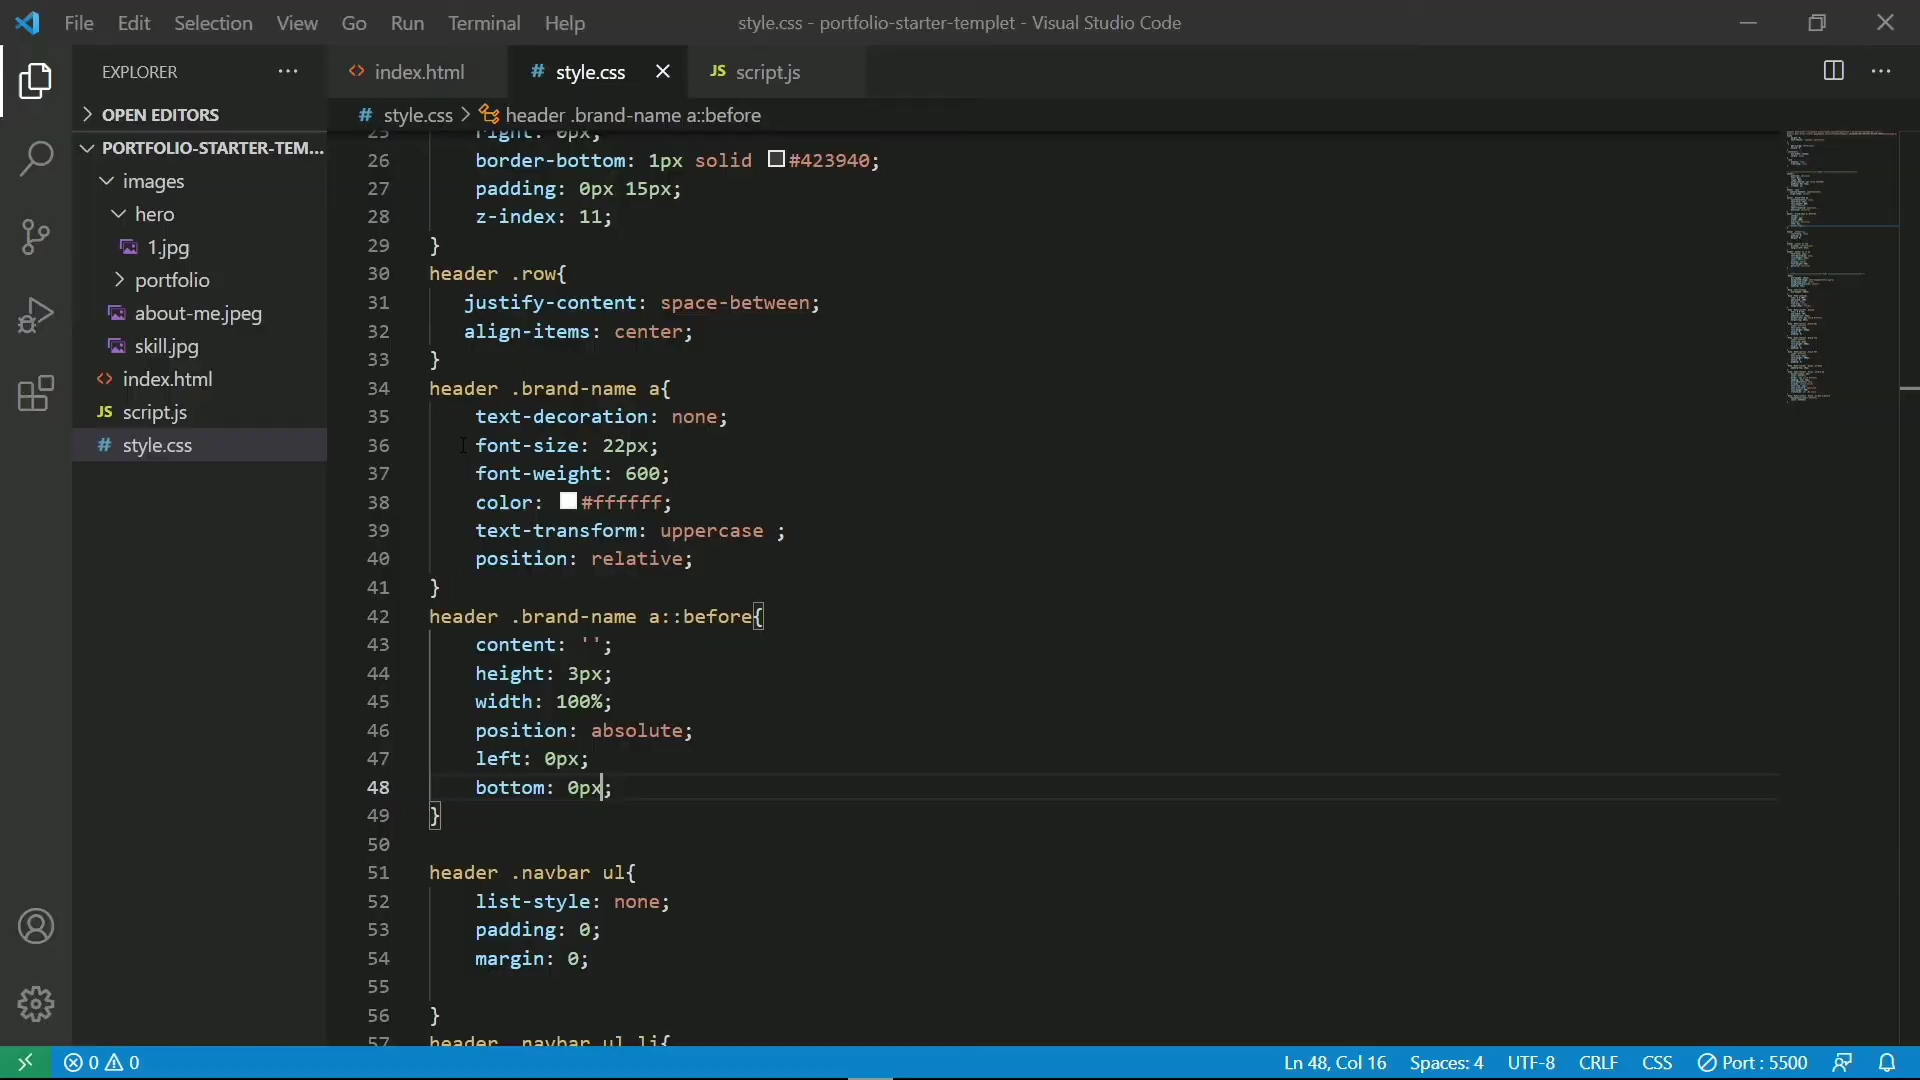 File Edit Selection View Go Run Terminal Help
style.css - portfolio-starter-templet - Visual Studio Code
EXPLORER
OPEN EDITORS
PORTFOLIO-STARTER-TEM...
images
hero
1.jpg
portfolio
about-me.jpeg
skill.jpg
index.html
JS script.js
# style.css
index.html # style.css JS script.js
# style.css > header .brand-name a::before
25 right: 0px;
26 border-bottom: 1px solid #423940;
27 padding: 0px 15px;
28 z-index: 11;
29 }
30 header .row{
31 justify-content: space-between;
32 align-items: center;
33 }
34 header .brand-name a{
35 text-decoration: none;
36 font-size: 22px;
37 font-weight: 600;
38 color: #ffffff;
39 text-transform: uppercase ;
40 position: relative;
41 }
42 header .brand-name a::before{
43 content: '';
44 height: 3px;
45 width: 100%;
46 position: absolute;
47 left: 0px;
48 bottom: 0px;
49 }
50
51 header .navbar ul{
52 list-style: none;
53 padding: 0;
54 margin: 0;
55
56 }
57 header .navbar ul li{
0 0
Ln 48, Col 16 Spaces: 4 UTF-8 CRLF CSS Port : 5500